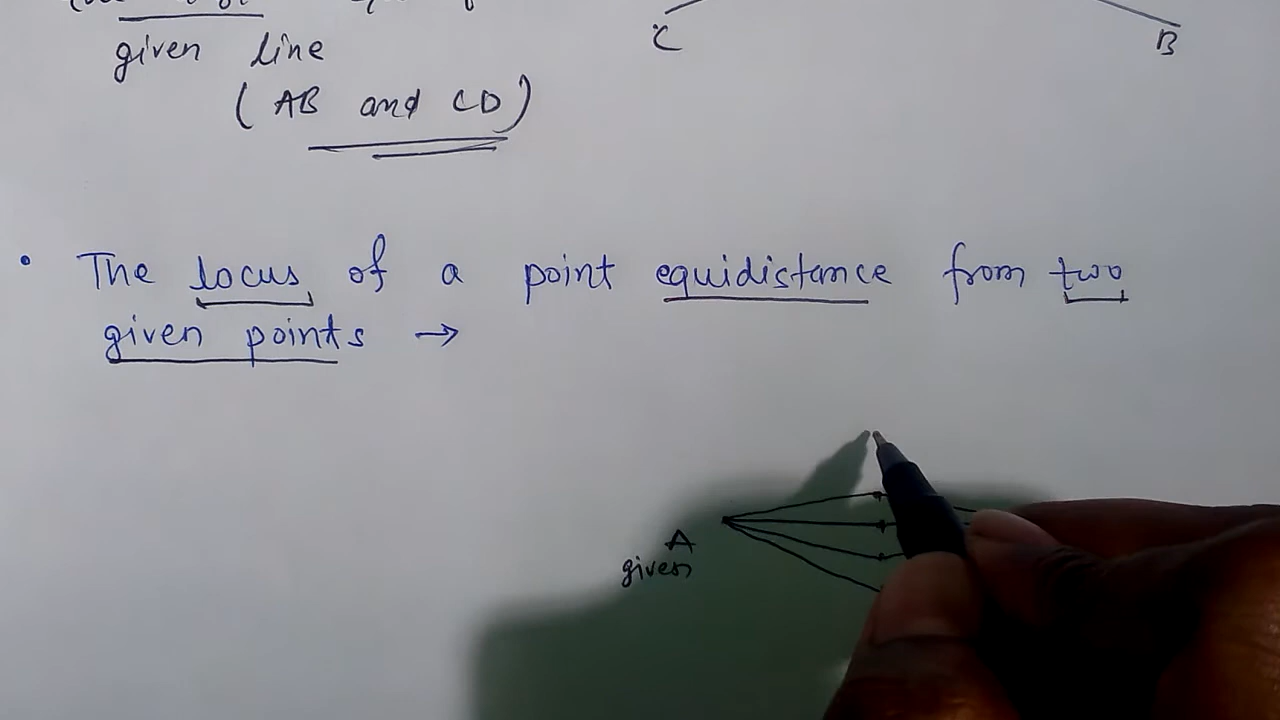 given line
C
B
( AB and CD )
• The locus of a point equidistance from two
given points →
A
given